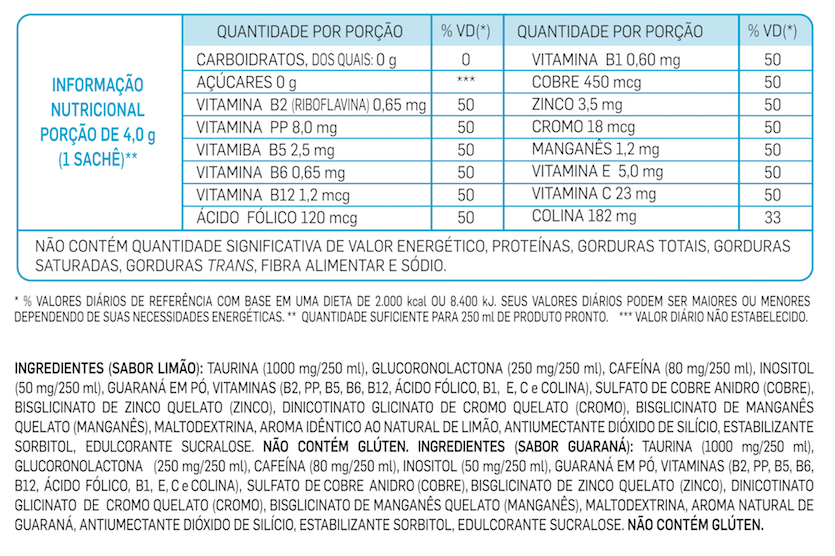 QUANTIDADE POR PORÇÃO % VD(*) QUANTIDADE POR PORÇÃO % VD(*)
INFORMAÇÃO
NUTRICIONAL
PORÇÃO DE 4,0 g
(1 SACHÊ)**
CARBOIDRATOS, DOS QUAIS: 0 g 0 VITAMINA B1 0,60 mg 50
AÇÚCARES 0 g *** COBRE 450 mcg 50
VITAMINA B2 (RIBOFLAVINA) 0,65 mg 50 ZINCO 3,5 mg 50
VITAMINA PP 8,0 mg 50 CROMO 18 mcg 50
VITAMIBA B5 2,5 mg 50 MANGANÊS 1,2 mg 50
VITAMINA B6 0,65 mg 50 VITAMINA E 5,0 mg 50
VITAMINA B12 1,2 mcg 50 VITAMINA C 23 mg 50
ÁCIDO FÓLICO 120 mcg 50 COLINA 182 mg 33
NÃO CONTÉM QUANTIDADE SIGNIFICATIVA DE VALOR ENERGÉTICO, PROTEÍNAS, GORDURAS TOTAIS, GORDURAS
SATURADAS, GORDURAS TRANS, FIBRA ALIMENTAR E SÓDIO.
* % VALORES DIÁRIOS DE REFERÊNCIA COM BASE EM UMA DIETA DE 2.000 kcal OU 8.400 kJ. SEUS VALORES DIÁRIOS PODEM SER MAIORES OU MENORES
DEPENDENDO DE SUAS NECESSIDADES ENERGÉTICAS. ** QUANTIDADE SUFICIENTE PARA 250 ml DE PRODUTO PRONTO. *** VALOR DIÁRIO NÃO ESTABELECIDO.
INGREDIENTES (SABOR LIMÃO): TAURINA (1000 mg/250 ml), GLUCORONOLACTONA (250 mg/250 ml), CAFEÍNA (80 mg/250 ml), INOSITOL
(50 mg/250 ml), GUARANÁ EM PÓ, VITAMINAS (B2, PP, B5, B6, B12, ÁCIDO FÓLICO, B1, E, C e COLINA), SULFATO DE COBRE ANIDRO (COBRE),
BISGLICINATO DE ZINCO QUELATO (ZINCO), DINICOTINATO GLICINATO DE CROMO QUELATO (CROMO), BISGLICINATO DE MANGANÊS
QUELATO (MANGANÊS), MALTODEXTRINA, AROMA IDÊNTICO AO NATURAL DE LIMÃO, ANTIUMECTANTE DIÓXIDO DE SILÍCIO, ESTABILIZANTE
SORBITOL, EDULCORANTE SUCRALOSE. NÃO CONTÉM GLÚTEN. INGREDIENTES (SABOR GUARANÁ): TAURINA (1000 mg/250 ml),
GLUCORONOLACTONA (250 mg/250 ml), CAFEÍNA (80 mg/250 ml), INOSITOL (50 mg/250 ml), GUARANÁ EM PÓ, VITAMINAS (B2, PP, B5, B6,
B12, ÁCIDO FÓLICO, B1, E, C e COLINA), SULFATO DE COBRE ANIDRO (COBRE), BISGLICINATO DE ZINCO QUELATO (ZINCO), DINICOTINATO
GLICINATO DE CROMO QUELATO (CROMO), BISGLICINATO DE MANGANÊS QUELATO (MANGANÊS), MALTODEXTRINA, AROMA NATURAL DE
GUARANÁ, ANTIUMECTANTE DIÓXIDO DE SILÍCIO, ESTABILIZANTE SORBITOL, EDULCORANTE SUCRALOSE. NÃO CONTÉM GLÚTEN.